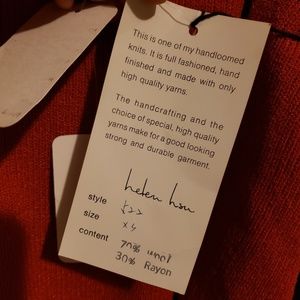 This is one of my handloomed
knits. It is full fashioned, hand
finished and made with only
high quality yarns.
The handcrafting and the
choice of special, high quality
yarns make for a good looking
strong and durable garment.
helen hsu
style 522
size xs
content 70% wool
30% Rayon